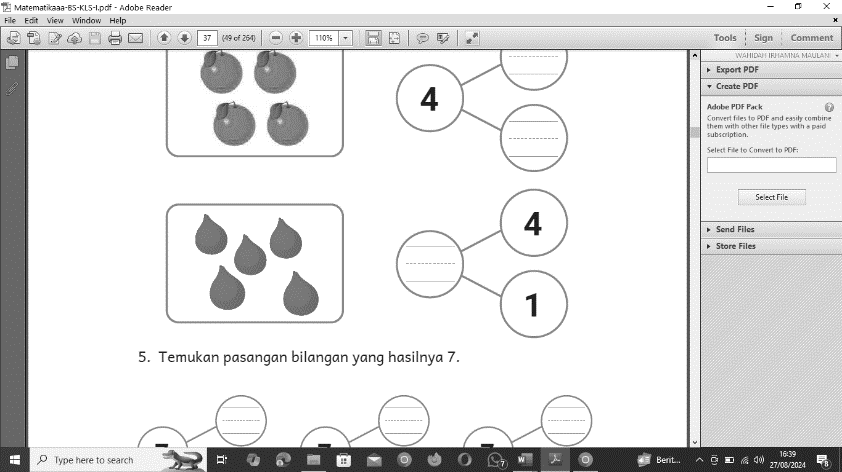 Matematikaaa-BS-KLS-I.pdf - Adobe Reader
File Edit View Window Help
37 (49 of 264) 110% Tools Sign Comment
WAHIDAH IRHAMNA MAULANI
Export PDF
Create PDF
Adobe PDF Pack
Convert files to PDF and easily combine
them with other file types with a paid
subscription.
Select File to Convert to PDF:
Select File
Send Files
Store Files
4
4
1
5. Temukan pasangan bilangan yang hasilnya 7.
7 7 7
Type here to search
Berit...
16:39
27/08/2024